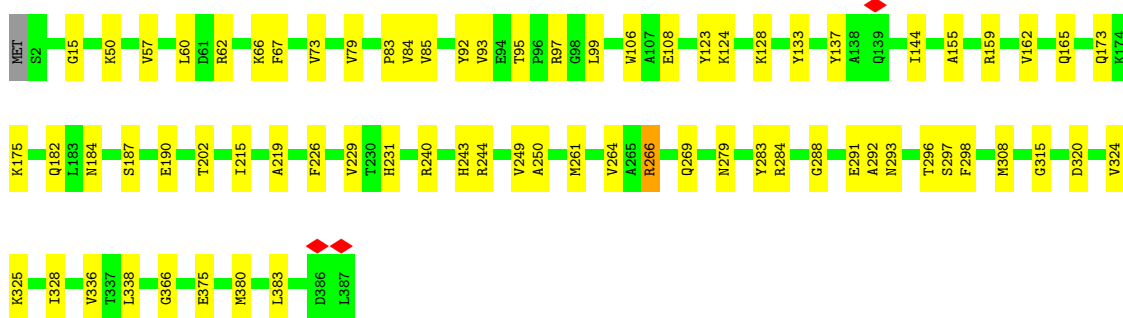 MET S2 G15 K50 V57 L60 D61 R62 K66 F67 V73 V79 P83 V84 V85 Y92 V93 E94 T95 P96 R97 G98 L99 W106 A107 E108 Y123 K124 K128 Y133 Y137 A138 Q139 I144 A155 R159 V162 Q165 Q173 K174
K175 Q182 L183 N184 S187 E190 T202 I215 A219 F226 V229 T230 H231 R240 H243 R244 V249 A250 M261 V264 A265 R266 Q269 N279 Y283 R284 G288 E291 A292 N293 T296 S297 F298 M308 G315 D320 V324
K325 I328 V336 T337 L338 G366 E375 M380 L383 D386 L387